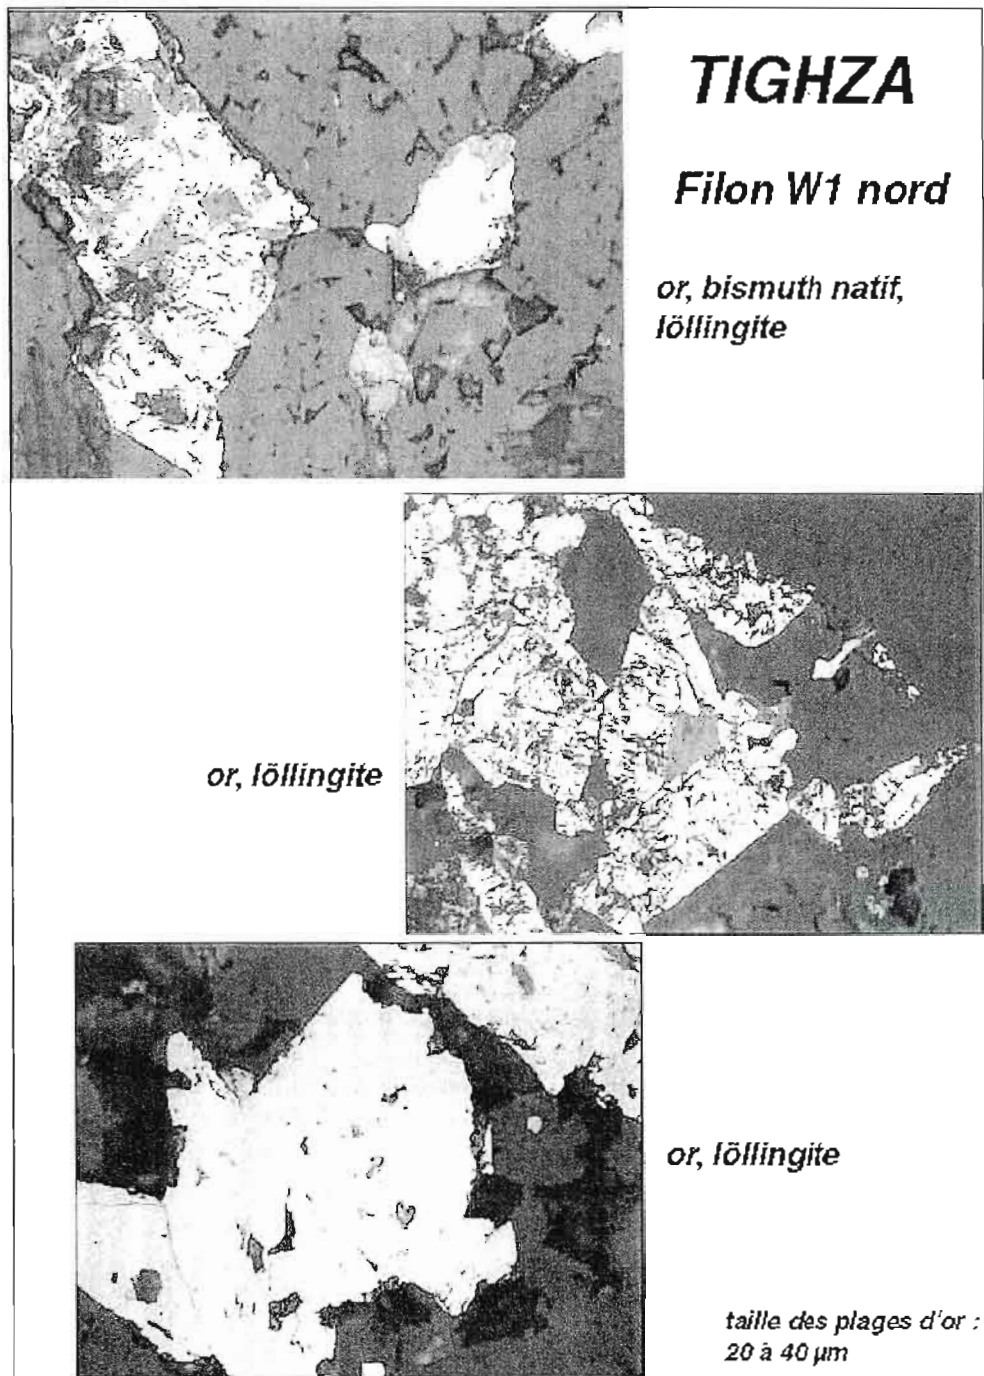 TIGHZA
Filon W1 nord
or, bismuth natif,
löllingite
or, löllingite
or, löllingite
taille des plages d'or :
20 à 40 µm